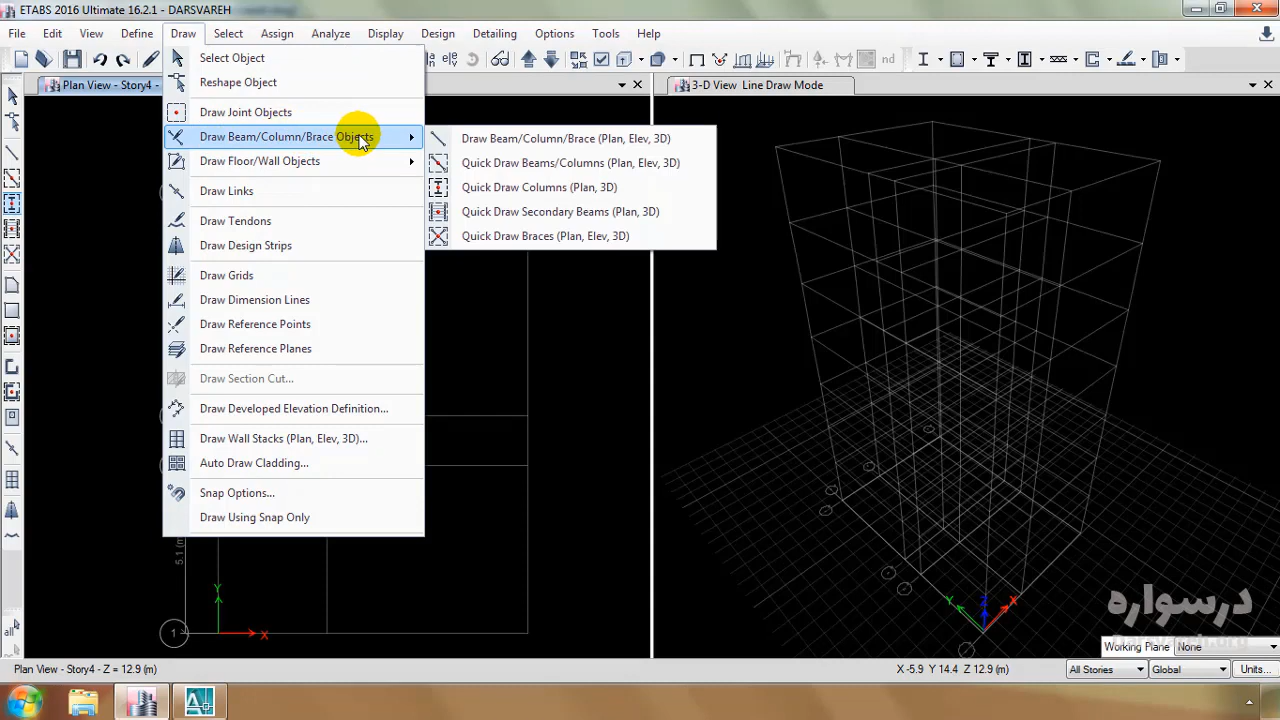 ETABS 2016 Ultimate 16.2.1 - DARSVAREH
File Edit View Define Draw Select Assign Analyze Display Design Detailing Options Tools Help
nd
Plan View - Story4 -
3-D View Line Draw Mode
Select Object
Reshape Object
Draw Joint Objects
Draw Beam/Column/Brace Objects
Draw Floor/Wall Objects
Draw Links
Draw Tendons
Draw Design Strips
Draw Grids
Draw Dimension Lines
Draw Reference Points
Draw Reference Planes
Draw Section Cut...
Draw Developed Elevation Definition...
Draw Wall Stacks (Plan, Elev, 3D)...
Auto Draw Cladding...
Snap Options...
Draw Using Snap Only
Draw Beam/Column/Brace (Plan, Elev, 3D)
Quick Draw Beams/Columns (Plan, Elev, 3D)
Quick Draw Columns (Plan, 3D)
Quick Draw Secondary Beams (Plan, 3D)
Quick Draw Braces (Plan, Elev, 3D)
5.1 (m)
Y
1
X
Y
Z
X
all
درسواره
Working Plane None
Plan View - Story4 - Z = 12.9 (m)
X -5.9 Y 14.4 Z 12.9 (m)
All Stories
Global
Units...